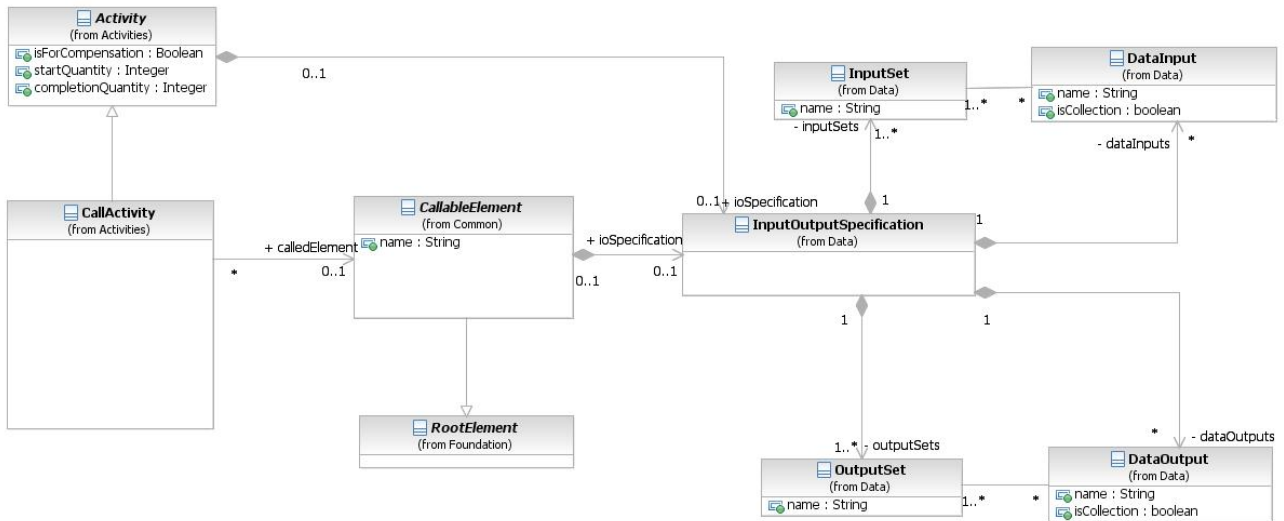 Activity
(from Activities)
isForCompensation : Boolean
startQuantity : Integer
completionQuantity : Integer
0..1
InputSet
(from Data)
name : String
- inputSets
1..*
1..*
*
DataInput
(from Data)
name : String
isCollection : boolean
- dataInputs
*
CallActivity
(from Activities)
+ calledElement
*
0..1
CallableElement
(from Common)
name : String
+ ioSpecification
0..1
0..1
0..1
+ ioSpecification
1
1
InputOutputSpecification
(from Data)
1
1
RootElement
(from Foundation)
1..*
- outputSets
*
- dataOutputs
OutputSet
(from Data)
name : String
1..*
*
DataOutput
(from Data)
name : String
isCollection : boolean